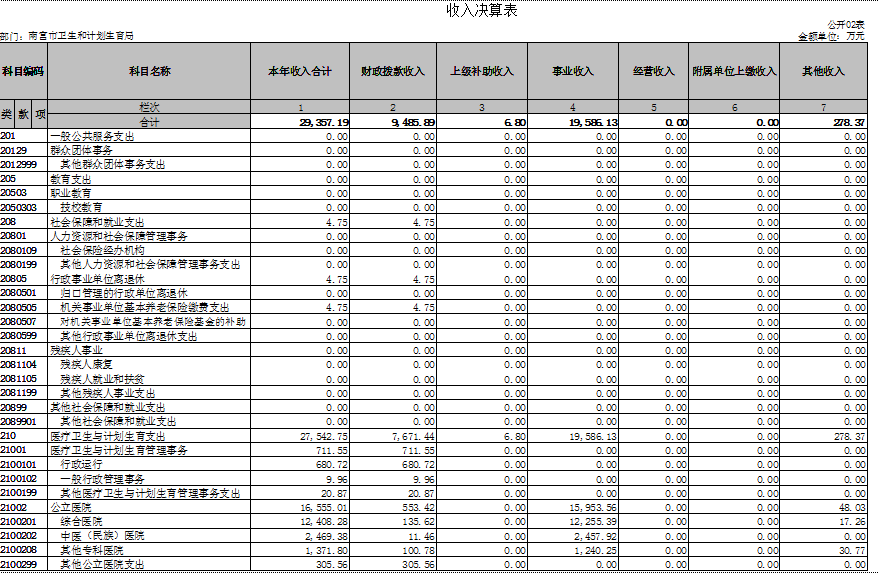 收入决算表
公开02表
部门：南宫市卫生和计划生育局 金额单位：万元
科目编码 科目名称 本年收入合计 财政拨款收入 上级补助收入 事业收入 经营收入 附属单位上缴收入 其他收入
类 款 项 栏次 1 2 3 4 5 6 7
合计 29,357.19 9,485.89 6.80 19,586.13 0.00 0.00 278.37
201 一般公共服务支出 0.00 0.00 0.00 0.00 0.00 0.00 0.00
20129 群众团体事务 0.00 0.00 0.00 0.00 0.00 0.00 0.00
2012999 其他群众团体事务支出 0.00 0.00 0.00 0.00 0.00 0.00 0.00
205 教育支出 0.00 0.00 0.00 0.00 0.00 0.00 0.00
20503 职业教育 0.00 0.00 0.00 0.00 0.00 0.00 0.00
2050303 技校教育 0.00 0.00 0.00 0.00 0.00 0.00 0.00
208 社会保障和就业支出 4.75 4.75 0.00 0.00 0.00 0.00 0.00
20801 人力资源和社会保障管理事务 0.00 0.00 0.00 0.00 0.00 0.00 0.00
2080109 社会保险经办机构 0.00 0.00 0.00 0.00 0.00 0.00 0.00
2080199 其他人力资源和社会保障管理事务支出 0.00 0.00 0.00 0.00 0.00 0.00 0.00
20805 行政事业单位离退休 4.75 4.75 0.00 0.00 0.00 0.00 0.00
2080501 归口管理的行政单位离退休 0.00 0.00 0.00 0.00 0.00 0.00 0.00
2080505 机关事业单位基本养老保险缴费支出 4.75 4.75 0.00 0.00 0.00 0.00 0.00
2080507 对机关事业单位基本养老保险基金的补助 0.00 0.00 0.00 0.00 0.00 0.00 0.00
2080599 其他行政事业单位离退休支出 0.00 0.00 0.00 0.00 0.00 0.00 0.00
20811 残疾人事业 0.00 0.00 0.00 0.00 0.00 0.00 0.00
2081104 残疾人康复 0.00 0.00 0.00 0.00 0.00 0.00 0.00
2081105 残疾人就业和扶贫 0.00 0.00 0.00 0.00 0.00 0.00 0.00
2081199 其他残疾人事业支出 0.00 0.00 0.00 0.00 0.00 0.00 0.00
20899 其他社会保障和就业支出 0.00 0.00 0.00 0.00 0.00 0.00 0.00
2089901 其他社会保障和就业支出 0.00 0.00 0.00 0.00 0.00 0.00 0.00
210 医疗卫生与计划生育支出 27,542.75 7,671.44 6.80 19,586.13 0.00 0.00 278.37
21001 医疗卫生与计划生育管理事务 711.55 711.55 0.00 0.00 0.00 0.00 0.00
2100101 行政运行 680.72 680.72 0.00 0.00 0.00 0.00 0.00
2100102 一般行政管理事务 9.96 9.96 0.00 0.00 0.00 0.00 0.00
2100199 其他医疗卫生与计划生育管理事务支出 20.87 20.87 0.00 0.00 0.00 0.00 0.00
21002 公立医院 16,555.01 553.42 0.00 15,953.56 0.00 0.00 48.03
2100201 综合医院 12,408.28 135.62 0.00 12,255.39 0.00 0.00 17.26
2100202 中医（民族）医院 2,469.38 11.46 0.00 2,457.92 0.00 0.00 0.00
2100208 其他专科医院 1,371.80 100.78 0.00 1,240.25 0.00 0.00 30.77
2100299 其他公立医院支出 305.56 305.56 0.00 0.00 0.00 0.00 0.00